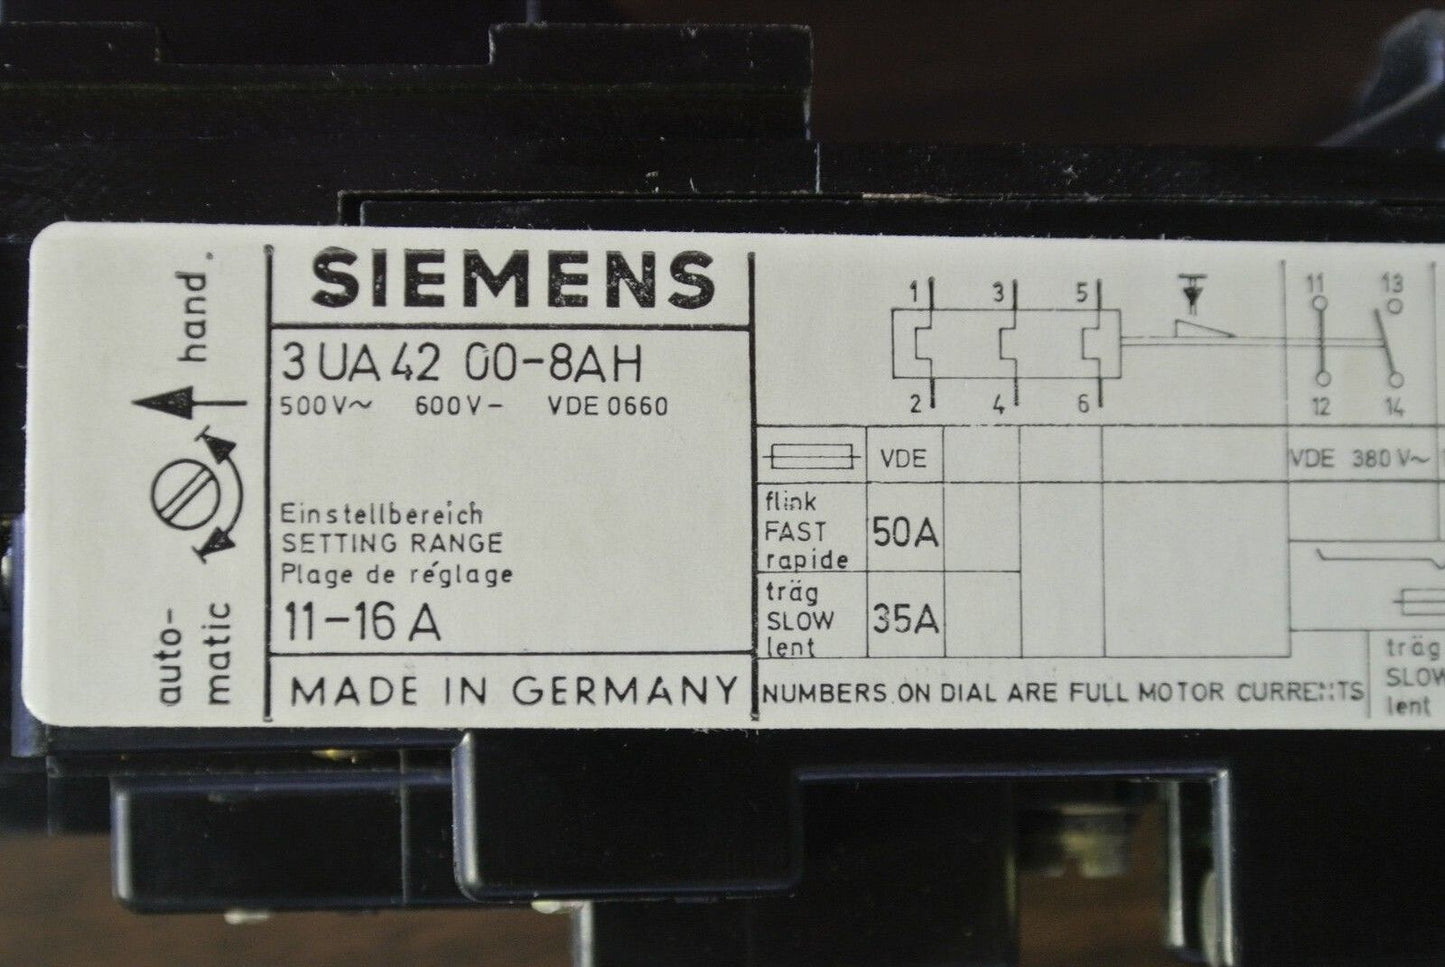 hand.
auto-
matic
SIEMENS
3 UA 42 00-8AH
500 V~ 600 V- VDE 0660
Einstellbereich
SETTING RANGE
Plage de réglage
11-16 A
MADE IN GERMANY
1 3 5 11 13
2 4 6 12 14
VDE VDE 380 V~
flink
FAST 50A
rapide
träg
SLOW 35A
lent
NUMBERS ON DIAL ARE FULL MOTOR CURRENTS
träg
SLOW
lent